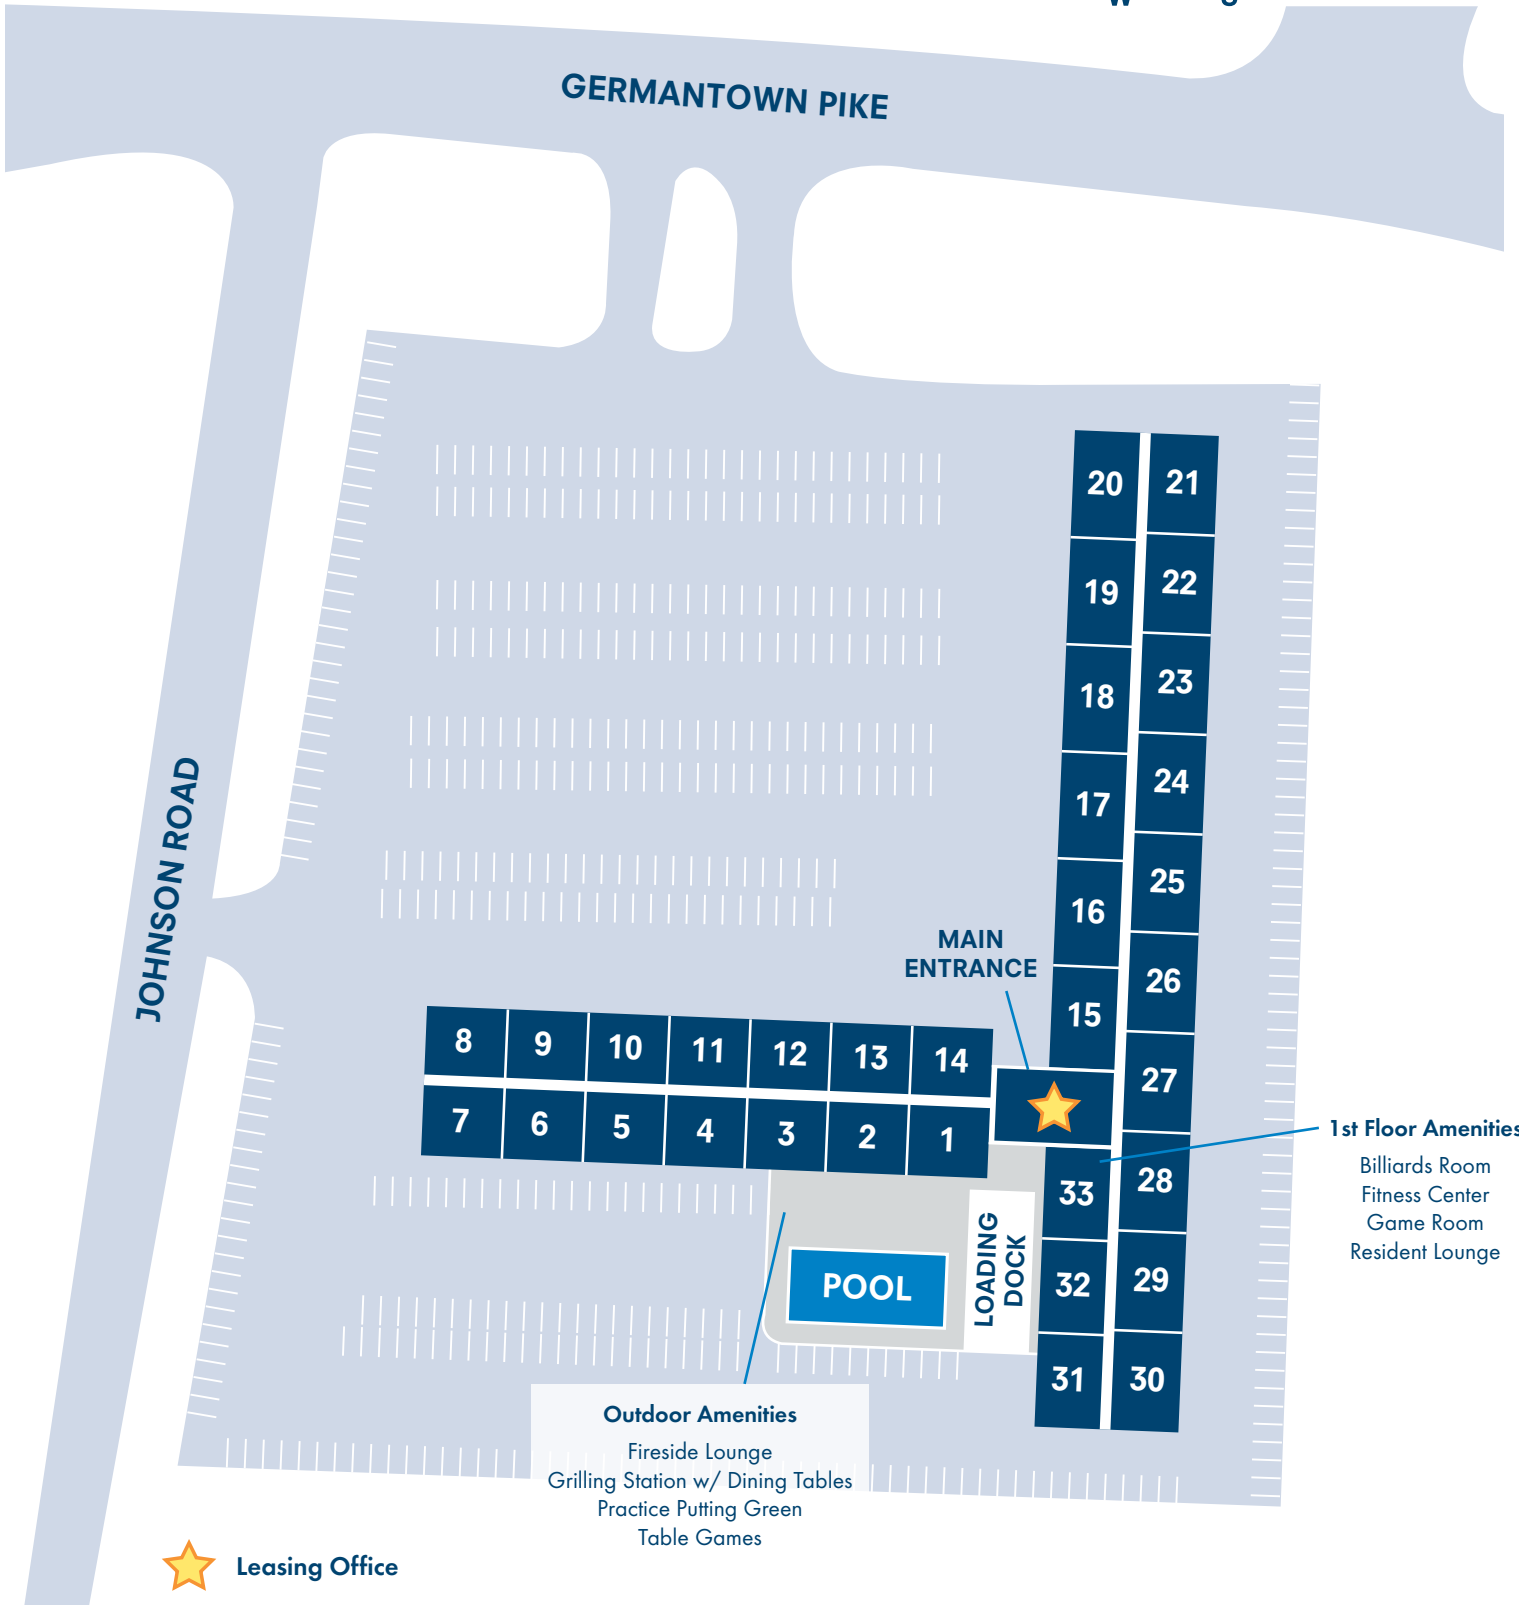 GERMANTOWN PIKE
JOHNSON ROAD
20 21
19 22
18 23
17 24
16 25
15 26
27
MAIN
ENTRANCE
8 9 10 11 12 13 14
7 6 5 4 3 2 1
33 28
32 29
31 30
LOADING
DOCK
POOL
1st Floor Amenities
Billiards Room
Fitness Center
Game Room
Resident Lounge
Outdoor Amenities
Fireside Lounge
Grilling Station w/ Dining Tables
Practice Putting Green
Table Games
Leasing Office